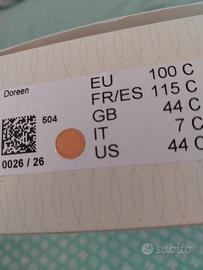 Doreen
504
0026 / 26
EU 100 C
FR/ES 115 C
GB 44 C
IT 7 C
US 44 C
subito